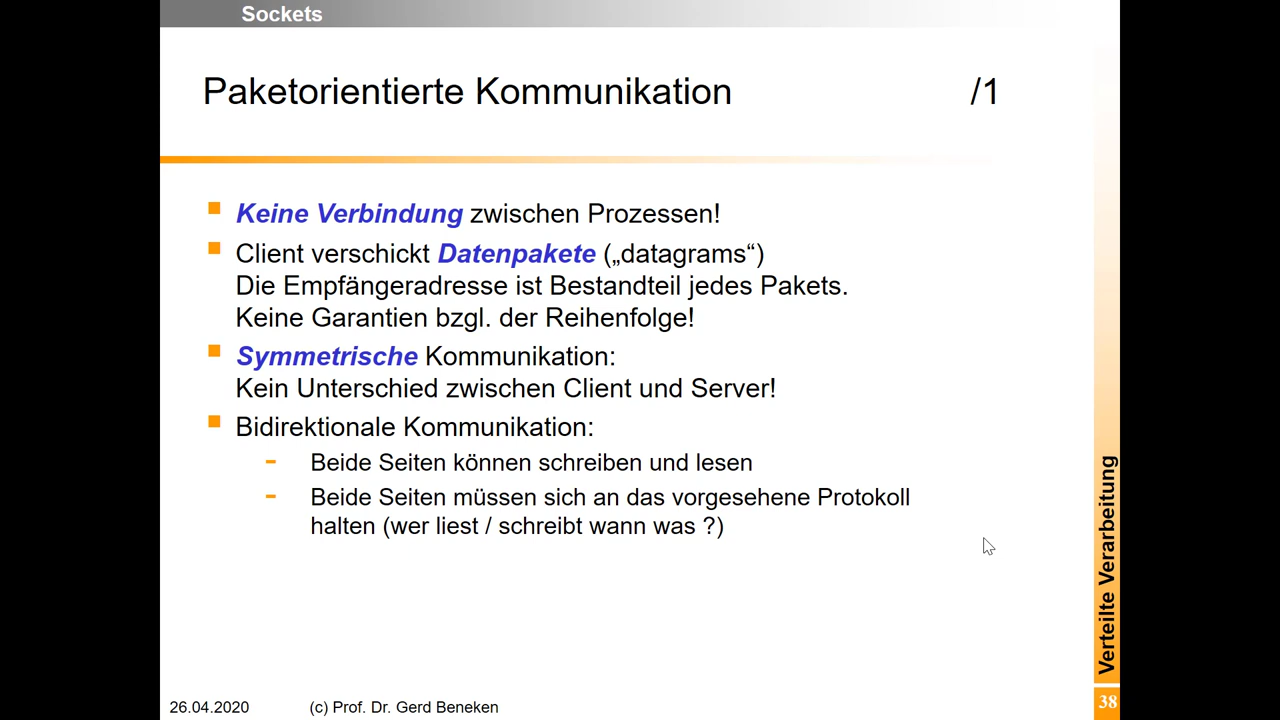 Sockets
Paketorientierte Kommunikation /1
Keine Verbindung zwischen Prozessen!
Client verschickt Datenpakete („datagrams“)
Die Empfängeradresse ist Bestandteil jedes Pakets.
Keine Garantien bzgl. der Reihenfolge!
Symmetrische Kommunikation:
Kein Unterschied zwischen Client und Server!
Bidirektionale Kommunikation:
- Beide Seiten können schreiben und lesen
- Beide Seiten müssen sich an das vorgesehene Protokoll
halten (wer liest / schreibt wann was ?)
Verteilte Verarbeitung
26.04.2020 (c) Prof. Dr. Gerd Beneken 38